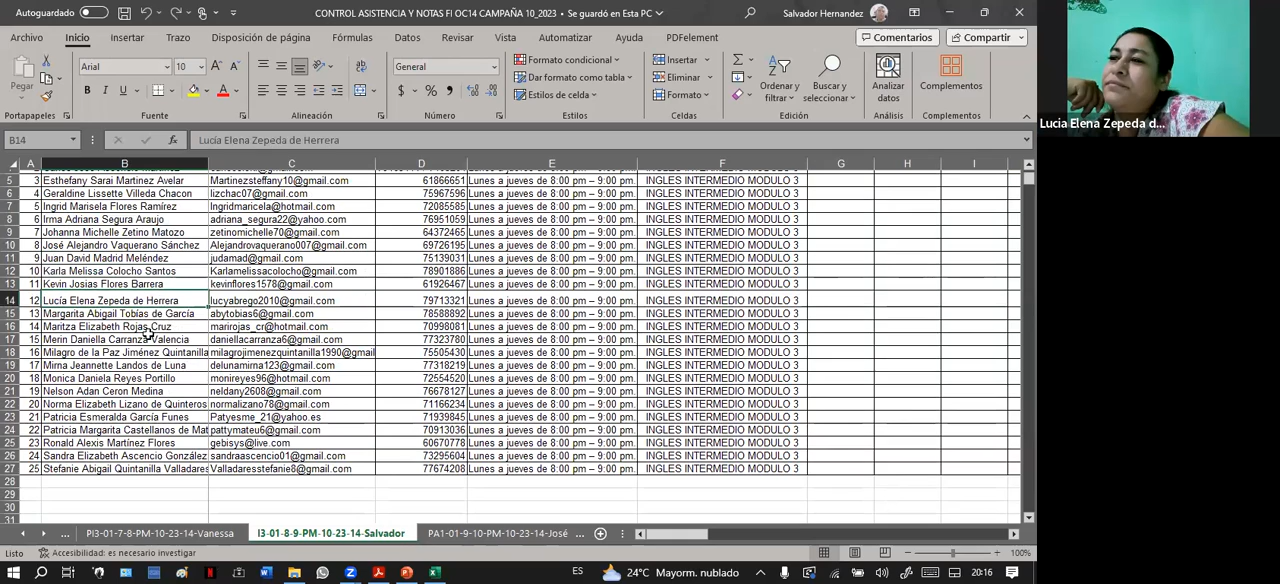 Autoguardado
CONTROL ASISTENCIA Y NOTAS FI OC14 CAMPAÑA 10_2023 • Se guardó en Esta PC
Salvador Hernandez
Archivo Inicio Insertar Trazo Disposición de página Fórmulas Datos Revisar Vista Automatizar Ayuda PDFelement Comentarios Compartir
Pegar
Arial 10
N K S
General
Formato condicional
Dar formato como tabla
Estilos de celda
Insertar
Eliminar
Formato
Ordenar y filtrar
Buscar y seleccionar
Analizar datos
Complementos
Portapapeles Fuente Alineación Número Estilos Celdas Edición Análisis Complementos
B14 fx Lucía Elena Zepeda de Herrera
A B C D E F G H I
5 3 Esthefany Sarai Martinez Avelar Martinezsteffany10@gmail.com 61866651 Lunes a jueves de 8:00 pm – 9:00 pm. INGLES INTERMEDIO MODULO 3
6 4 Geraldine Lissette Villeda Chacon lizchac07@gmail.com 75967596 Lunes a jueves de 8:00 pm – 9:00 pm. INGLES INTERMEDIO MODULO 3
7 5 Ingrid Marisela Flores Ramírez Ingridmaricela@hotmail.com 72085585 Lunes a jueves de 8:00 pm – 9:00 pm. INGLES INTERMEDIO MODULO 3
8 6 Irma Adriana Segura Araujo adriana_segura22@yahoo.com 76951059 Lunes a jueves de 8:00 pm – 9:00 pm. INGLES INTERMEDIO MODULO 3
9 7 Johanna Michelle Zetino Matozo zetinomichelle70@gmail.com 64372465 Lunes a jueves de 8:00 pm – 9:00 pm. INGLES INTERMEDIO MODULO 3
10 8 José Alejandro Vaquerano Sánchez Alejandrovaquerano007@gmail.com 69726195 Lunes a jueves de 8:00 pm – 9:00 pm. INGLES INTERMEDIO MODULO 3
11 9 Juan David Madrid Meléndez judamad@gmail.com 75139031 Lunes a jueves de 8:00 pm – 9:00 pm. INGLES INTERMEDIO MODULO 3
12 10 Karla Melissa Colocho Santos Karlamelissacolocho@gmail.com 78901886 Lunes a jueves de 8:00 pm – 9:00 pm. INGLES INTERMEDIO MODULO 3
13 11 Kevin Josias Flores Barrera kevinflores1578@gmail.com 61926467 Lunes a jueves de 8:00 pm – 9:00 pm. INGLES INTERMEDIO MODULO 3
14 12 Lucía Elena Zepeda de Herrera lucyabrego2010@gmail.com 79713321 Lunes a jueves de 8:00 pm – 9:00 pm. INGLES INTERMEDIO MODULO 3
15 13 Margarita Abigail Tobías de García abytobias6@gmail.com 78588892 Lunes a jueves de 8:00 pm – 9:00 pm. INGLES INTERMEDIO MODULO 3
16 14 Maritza Elizabeth Rojas Cruz marirojas_cr@hotmail.com 70998081 Lunes a jueves de 8:00 pm – 9:00 pm. INGLES INTERMEDIO MODULO 3
17 15 Merin Daniella Carranza Valencia daniellacarranza6@gmail.com 77323780 Lunes a jueves de 8:00 pm – 9:00 pm. INGLES INTERMEDIO MODULO 3
18 16 Milagro de la Paz Jiménez Quintanilla milagrojimenezquintanilla1990@gmail 75505430 Lunes a jueves de 8:00 pm – 9:00 pm. INGLES INTERMEDIO MODULO 3
19 17 Mirna Jeannette Landos de Luna delunamirna123@gmail.com 77318219 Lunes a jueves de 8:00 pm – 9:00 pm. INGLES INTERMEDIO MODULO 3
20 18 Monica Daniela Reyes Portillo monireyes96@hotmail.com 72554520 Lunes a jueves de 8:00 pm – 9:00 pm. INGLES INTERMEDIO MODULO 3
21 19 Nelson Adan Ceron Medina neldany2608@gmail.com 76678127 Lunes a jueves de 8:00 pm – 9:00 pm. INGLES INTERMEDIO MODULO 3
22 20 Norma Elizabeth Lizano de Quinteros normalizano78@gmail.com 71166234 Lunes a jueves de 8:00 pm – 9:00 pm. INGLES INTERMEDIO MODULO 3
23 21 Patricia Esmeralda García Funes Patyesme_21@yahoo.es 71939845 Lunes a jueves de 8:00 pm – 9:00 pm. INGLES INTERMEDIO MODULO 3
24 22 Patricia Margarita Castellanos de Mat pattymateu6@gmail.com 70913036 Lunes a jueves de 8:00 pm – 9:00 pm. INGLES INTERMEDIO MODULO 3
25 23 Ronald Alexis Martínez Flores gebisys@live.com 60670778 Lunes a jueves de 8:00 pm – 9:00 pm. INGLES INTERMEDIO MODULO 3
26 24 Sandra Elizabeth Ascencio González sandraascencio01@gmail.com 73295604 Lunes a jueves de 8:00 pm – 9:00 pm. INGLES INTERMEDIO MODULO 3
27 25 Stefanie Abigail Quintanilla Valladares Valladaresstefanie8@gmail.com 77674208 Lunes a jueves de 8:00 pm – 9:00 pm. INGLES INTERMEDIO MODULO 3
28
29
30
31
... PI3-01-7-8-PM-10-23-14-Vanessa I3-01-8-9-PM-10-23-14-Salvador PA1-01-9-10-PM-10-23-14-José ...
Listo Accesibilidad: es necesario investigar 100%
ES 24°C Mayorm. nublado 20:16
Lucia Elena Zepeda d...